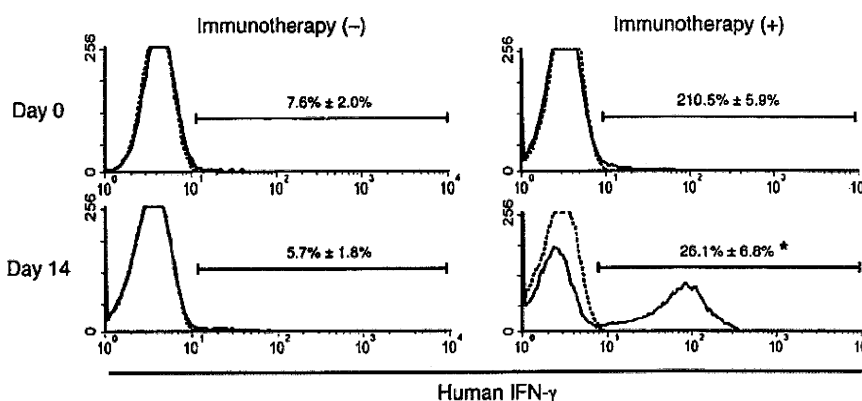 Immunotherapy (−) Immunotherapy (+)
Day 0
256
0
7.6% ± 2.0%
10⁰ 10¹ 10² 10³ 10⁴
256
0
210.5% ± 5.9%
10⁰ 10¹ 10² 10³ 10
Day 14
256
0
5.7% ± 1.8%
10⁰ 10¹ 10² 10³ 10⁴
256
0
26.1% ± 6.8% *
10⁰ 10¹ 10² 10³ 10
Human IFN-γ